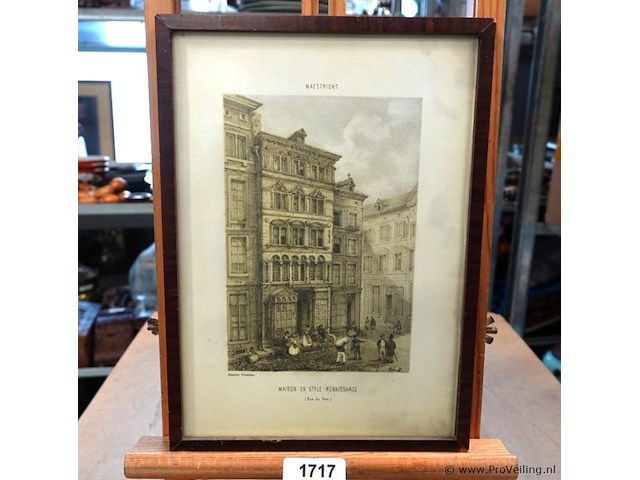 MAESTRICHT
MAISON EN STYLE RENAISSANCE
1717
© www.ProVeiling.nl